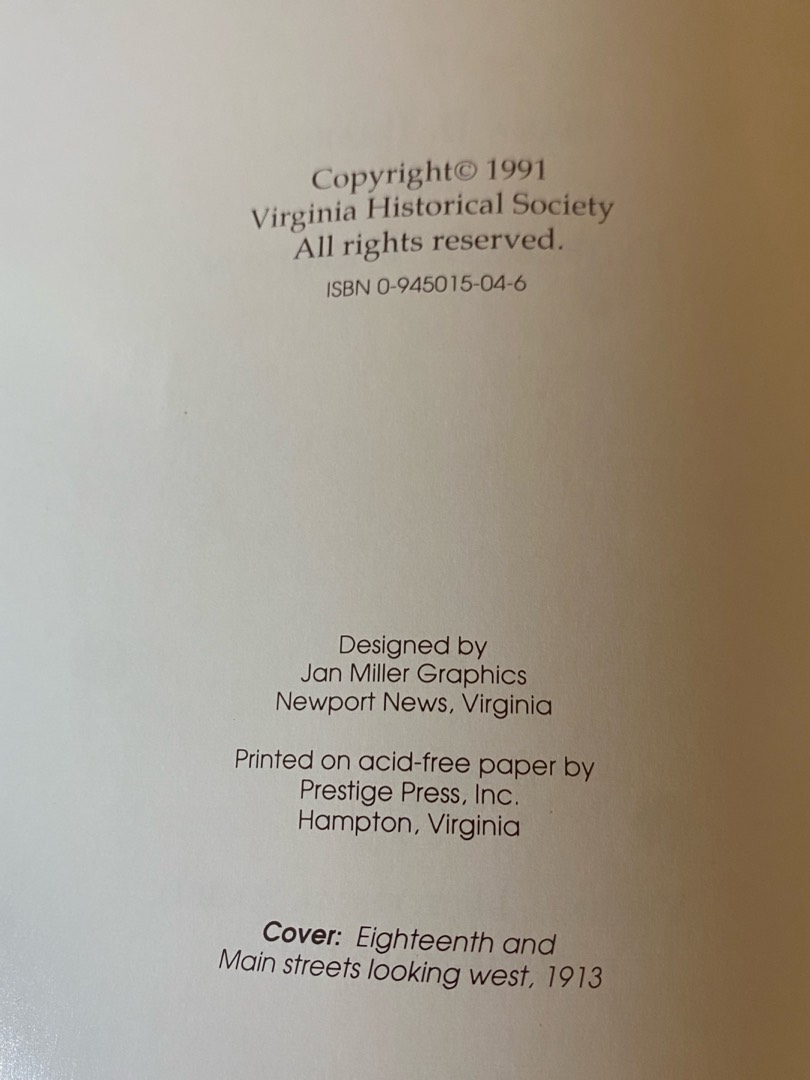 Copyright© 1991
Virginia Historical Society
All rights reserved.
ISBN 0-945015-04-6
Designed by
Jan Miller Graphics
Newport News, Virginia
Printed on acid-free paper by
Prestige Press, Inc.
Hampton, Virginia
Cover: Eighteenth and
Main streets looking west, 1913